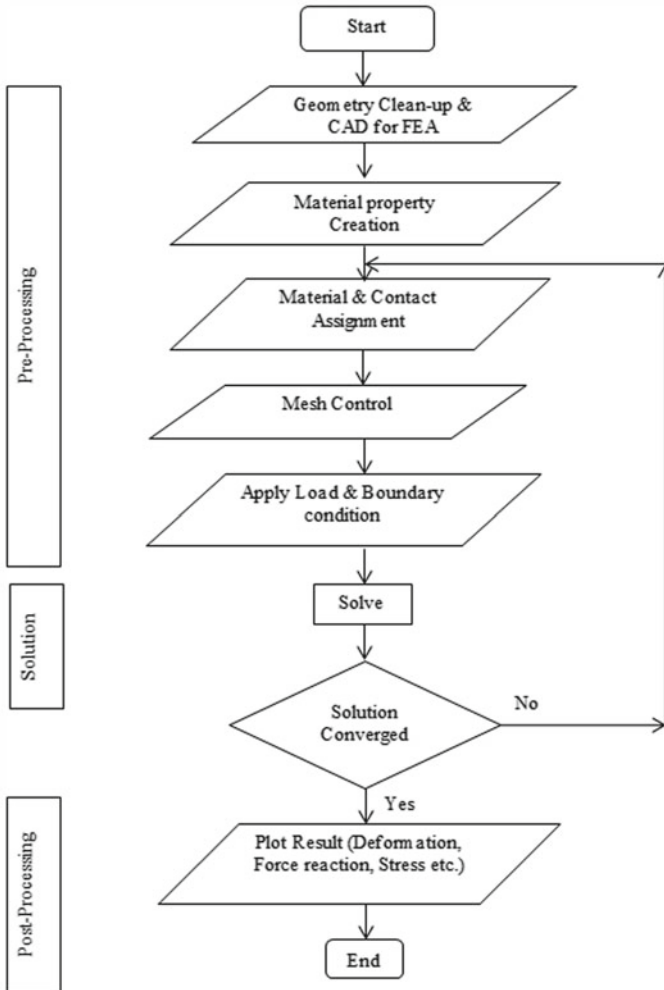 Start
Geometry Clean-up &
CAD for FEA
Material property
Creation
Material & Contact
Assignment
Mesh Control
Apply Load & Boundary
condition
Pre-Processing
Solve
Solution
Converged
No
Yes
Solution
Plot Result (Deformation,
Force reaction, Stress etc.)
End
Post-Processing